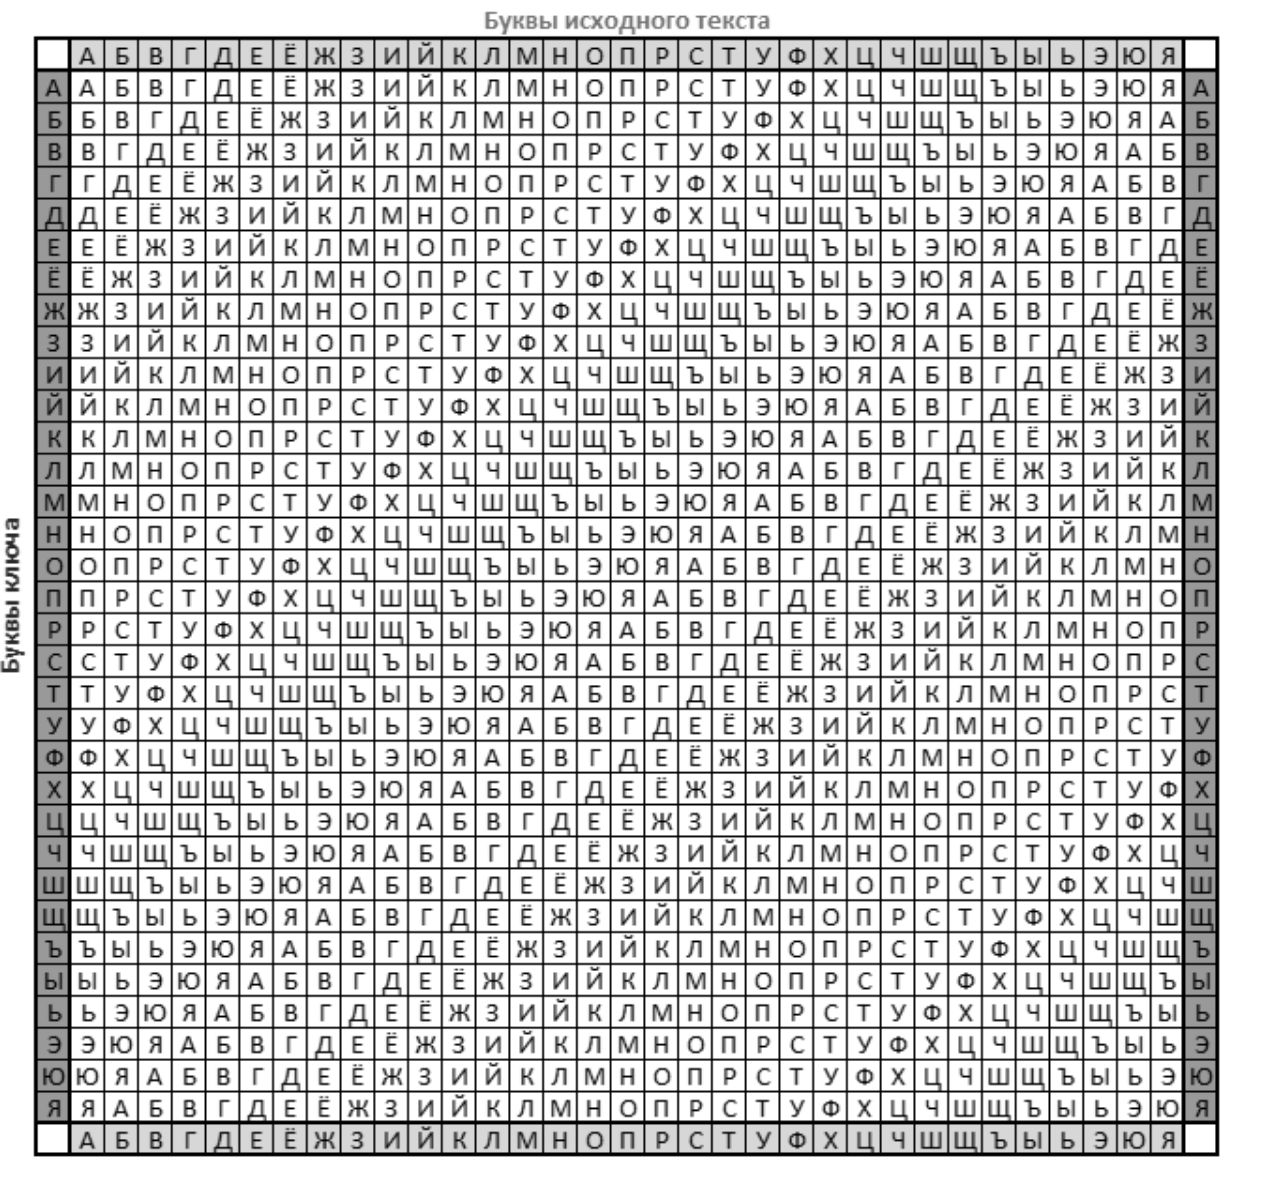 Буквы исходного текста
А Б В Г Д Е Ё Ж З И Й К Л М Н О П Р С Т У Ф Х Ц Ч Ш Щ Ъ Ы Ь Э Ю Я
А А Б В Г Д Е Ё Ж З И Й К Л М Н О П Р С Т У Ф Х Ц Ч Ш Щ Ъ Ы Ь Э Ю Я А
Б Б В Г Д Е Ё Ж З И Й К Л М Н О П Р С Т У Ф Х Ц Ч Ш Щ Ъ Ы Ь Э Ю Я А Б
В В Г Д Е Ё Ж З И Й К Л М Н О П Р С Т У Ф Х Ц Ч Ш Щ Ъ Ы Ь Э Ю Я А Б В
Г Г Д Е Ё Ж З И Й К Л М Н О П Р С Т У Ф Х Ц Ч Ш Щ Ъ Ы Ь Э Ю Я А Б В Г
Д Д Е Ё Ж З И Й К Л М Н О П Р С Т У Ф Х Ц Ч Ш Щ Ъ Ы Ь Э Ю Я А Б В Г Д
Е Е Ё Ж З И Й К Л М Н О П Р С Т У Ф Х Ц Ч Ш Щ Ъ Ы Ь Э Ю Я А Б В Г Д Е
Ё Ё Ж З И Й К Л М Н О П Р С Т У Ф Х Ц Ч Ш Щ Ъ Ы Ь Э Ю Я А Б В Г Д Е Ё
Ж Ж З И Й К Л М Н О П Р С Т У Ф Х Ц Ч Ш Щ Ъ Ы Ь Э Ю Я А Б В Г Д Е Ё Ж
З З И Й К Л М Н О П Р С Т У Ф Х Ц Ч Ш Щ Ъ Ы Ь Э Ю Я А Б В Г Д Е Ё Ж З
И И Й К Л М Н О П Р С Т У Ф Х Ц Ч Ш Щ Ъ Ы Ь Э Ю Я А Б В Г Д Е Ё Ж З И
Й Й К Л М Н О П Р С Т У Ф Х Ц Ч Ш Щ Ъ Ы Ь Э Ю Я А Б В Г Д Е Ё Ж З И Й
К К Л М Н О П Р С Т У Ф Х Ц Ч Ш Щ Ъ Ы Ь Э Ю Я А Б В Г Д Е Ё Ж З И Й К
Л Л М Н О П Р С Т У Ф Х Ц Ч Ш Щ Ъ Ы Ь Э Ю Я А Б В Г Д Е Ё Ж З И Й К Л
М М Н О П Р С Т У Ф Х Ц Ч Ш Щ Ъ Ы Ь Э Ю Я А Б В Г Д Е Ё Ж З И Й К Л М
Н Н О П Р С Т У Ф Х Ц Ч Ш Щ Ъ Ы Ь Э Ю Я А Б В Г Д Е Ё Ж З И Й К Л М Н
О О П Р С Т У Ф Х Ц Ч Ш Щ Ъ Ы Ь Э Ю Я А Б В Г Д Е Ё Ж З И Й К Л М Н О
П П Р С Т У Ф Х Ц Ч Ш Щ Ъ Ы Ь Э Ю Я А Б В Г Д Е Ё Ж З И Й К Л М Н О П
Р Р С Т У Ф Х Ц Ч Ш Щ Ъ Ы Ь Э Ю Я А Б В Г Д Е Ё Ж З И Й К Л М Н О П Р
С С Т У Ф Х Ц Ч Ш Щ Ъ Ы Ь Э Ю Я А Б В Г Д Е Ё Ж З И Й К Л М Н О П Р С
Т Т У Ф Х Ц Ч Ш Щ Ъ Ы Ь Э Ю Я А Б В Г Д Е Ё Ж З И Й К Л М Н О П Р С Т
У У Ф Х Ц Ч Ш Щ Ъ Ы Ь Э Ю Я А Б В Г Д Е Ё Ж З И Й К Л М Н О П Р С Т У
Ф Ф Х Ц Ч Ш Щ Ъ Ы Ь Э Ю Я А Б В Г Д Е Ё Ж З И Й К Л М Н О П Р С Т У Ф
Х Х Ц Ч Ш Щ Ъ Ы Ь Э Ю Я А Б В Г Д Е Ё Ж З И Й К Л М Н О П Р С Т У Ф Х
Ц Ц Ч Ш Щ Ъ Ы Ь Э Ю Я А Б В Г Д Е Ё Ж З И Й К Л М Н О П Р С Т У Ф Х Ц
Ч Ч Ш Щ Ъ Ы Ь Э Ю Я А Б В Г Д Е Ё Ж З И Й К Л М Н О П Р С Т У Ф Х Ц Ч
Ш Ш Щ Ъ Ы Ь Э Ю Я А Б В Г Д Е Ё Ж З И Й К Л М Н О П Р С Т У Ф Х Ц Ч Ш
Щ Щ Ъ Ы Ь Э Ю Я А Б В Г Д Е Ё Ж З И Й К Л М Н О П Р С Т У Ф Х Ц Ч Ш Щ
Ъ Ъ Ы Ь Э Ю Я А Б В Г Д Е Ё Ж З И Й К Л М Н О П Р С Т У Ф Х Ц Ч Ш Щ Ъ
Ы Ы Ь Э Ю Я А Б В Г Д Е Ё Ж З И Й К Л М Н О П Р С Т У Ф Х Ц Ч Ш Щ Ъ Ы
Ь Ь Э Ю Я А Б В Г Д Е Ё Ж З И Й К Л М Н О П Р С Т У Ф Х Ц Ч Ш Щ Ъ Ы Ь
Э Э Ю Я А Б В Г Д Е Ё Ж З И Й К Л М Н О П Р С Т У Ф Х Ц Ч Ш Щ Ъ Ы Ь Э
Ю Ю Я А Б В Г Д Е Ё Ж З И Й К Л М Н О П Р С Т У Ф Х Ц Ч Ш Щ Ъ Ы Ь Э Ю
Я Я А Б В Г Д Е Ё Ж З И Й К Л М Н О П Р С Т У Ф Х Ц Ч Ш Щ Ъ Ы Ь Э Ю Я
А Б В Г Д Е Ё Ж З И Й К Л М Н О П Р С Т У Ф Х Ц Ч Ш Щ Ъ Ы Ь Э Ю Я
Буквы ключа